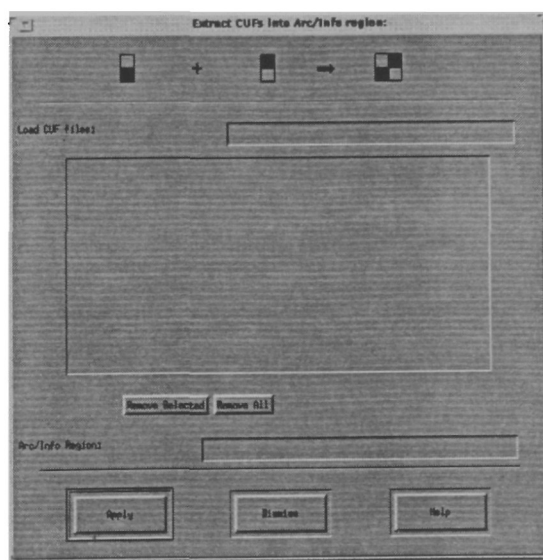 Extract CUFs into Arc/Info region:
+
Load CUF files:
Remove Selected Remove All
Arc/Info Region:
Apply Dismiss Help